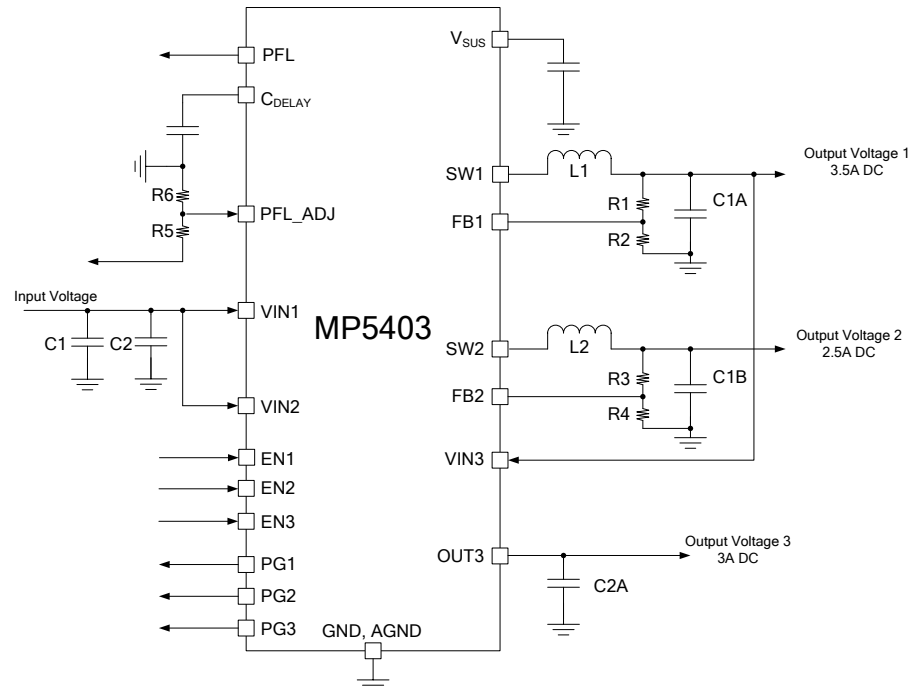 PFL
CDELAY
R6
PFL_ADJ
R5
Input Voltage
VIN1
C1
C2
VIN2
EN1
EN2
EN3
PG1
PG2
PG3
GND, AGND
MP5403
VSUS
SW1
L1
Output Voltage 1
3.5A DC
R1
C1A
FB1
R2
SW2
L2
Output Voltage 2
2.5A DC
R3
C1B
FB2
R4
VIN3
OUT3
Output Voltage 3
3A DC
C2A